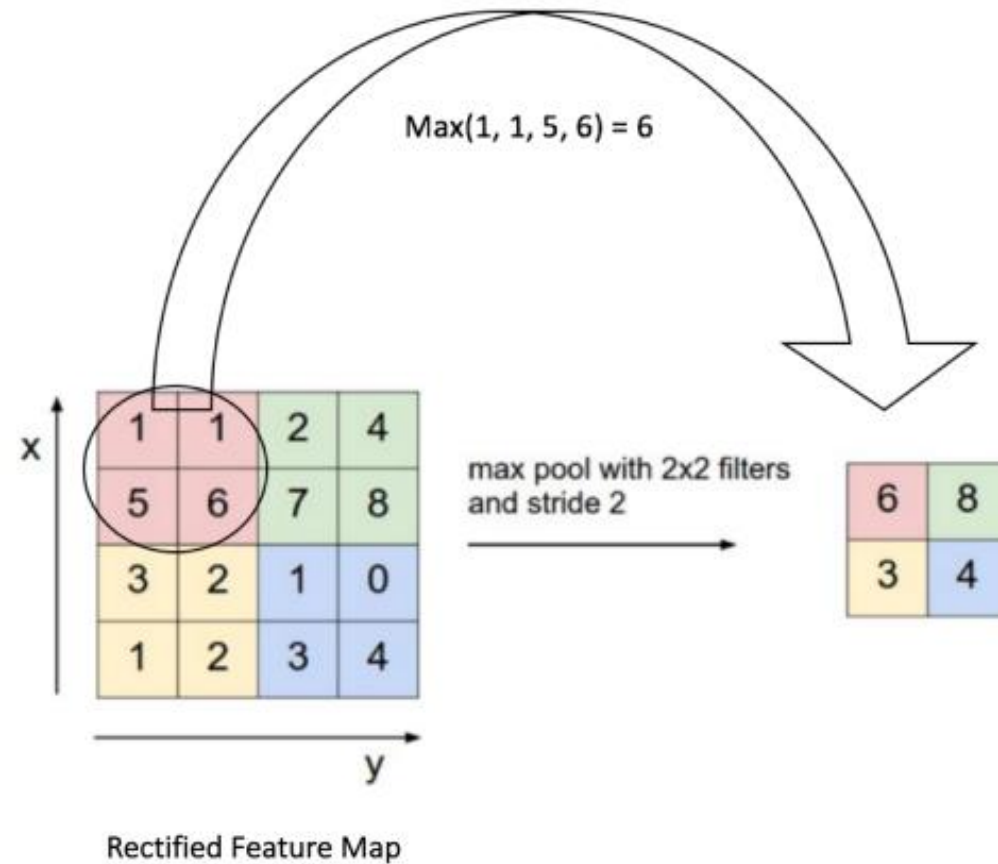 Max(1, 1, 5, 6) = 6
x
1 1 2 4
5 6 7 8
3 2 1 0
1 2 3 4
y
max pool with 2x2 filters
and stride 2
6 8
3 4
Rectified Feature Map